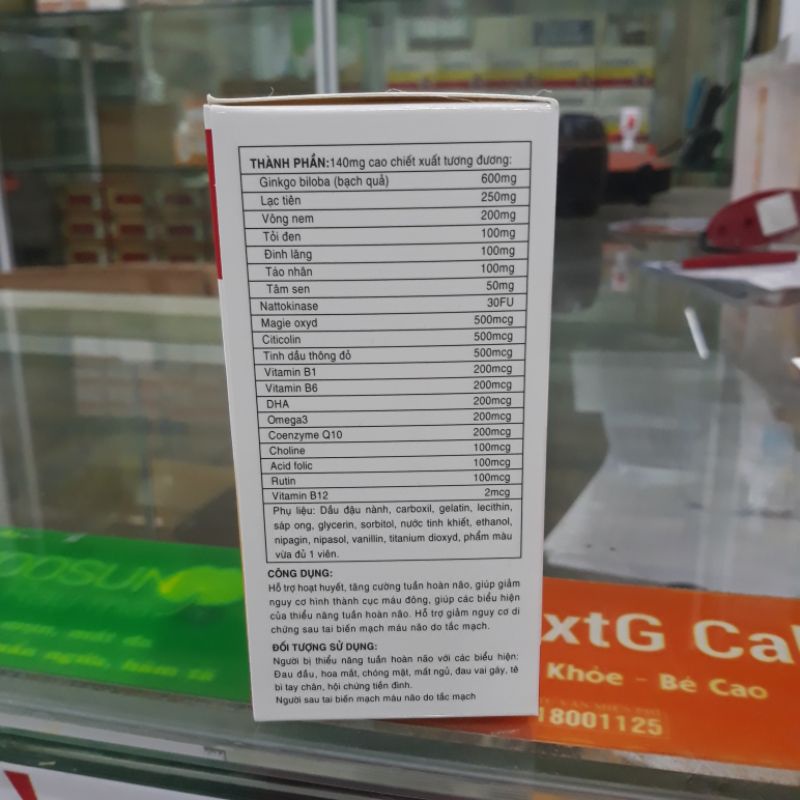 THÀNH PHẦN:140mg cao chiết xuất tương đương:
Ginkgo biloba (bạch quả) 600mg
Lạc tiên 250mg
Vông nem 200mg
Tỏi đen 100mg
Đinh lăng 100mg
Táo nhân 100mg
Tâm sen 50mg
Nattokinase 30FU
Magie oxyd 500mcg
Citicolin 500mcg
Tinh dầu thông đỏ 500mcg
Vitamin B1 200mcg
Vitamin B6 200mcg
DHA 200mcg
Omega3 200mcg
Coenzyme Q10 200mcg
Choline 100mcg
Acid folic 100mcg
Rutin 100mcg
Vitamin B12 2mcg
Phụ liệu: Dầu đậu nành, carboxil, gelatin, lecithin,
sáp ong, glycerin, sorbitol, nước tinh khiết, ethanol,
nipagin, nipasol, vanillin, titanium dioxyd, phẩm màu
vừa đủ 1 viên.
CÔNG DỤNG:
Hỗ trợ hoạt huyết, tăng cường tuần hoàn não, giúp giảm
nguy cơ hình thành cục máu đông, giúp các biểu hiện
của thiểu năng tuần hoàn não. Hỗ trợ giảm nguy cơ di
chứng sau tai biến mạch máu não do tắc mạch.
ĐỐI TƯỢNG SỬ DỤNG:
Người bị thiểu năng tuần hoàn não với các biểu hiện:
Đau đầu, hoa mắt, chóng mặt, mất ngủ, đau vai gáy, tê
bì tay chân, hội chứng tiền đình.
Người sau tai biến mạch máu não do tắc mạch
OOSUN
xtG Cal
Khỏe - Bé Cao
18001125